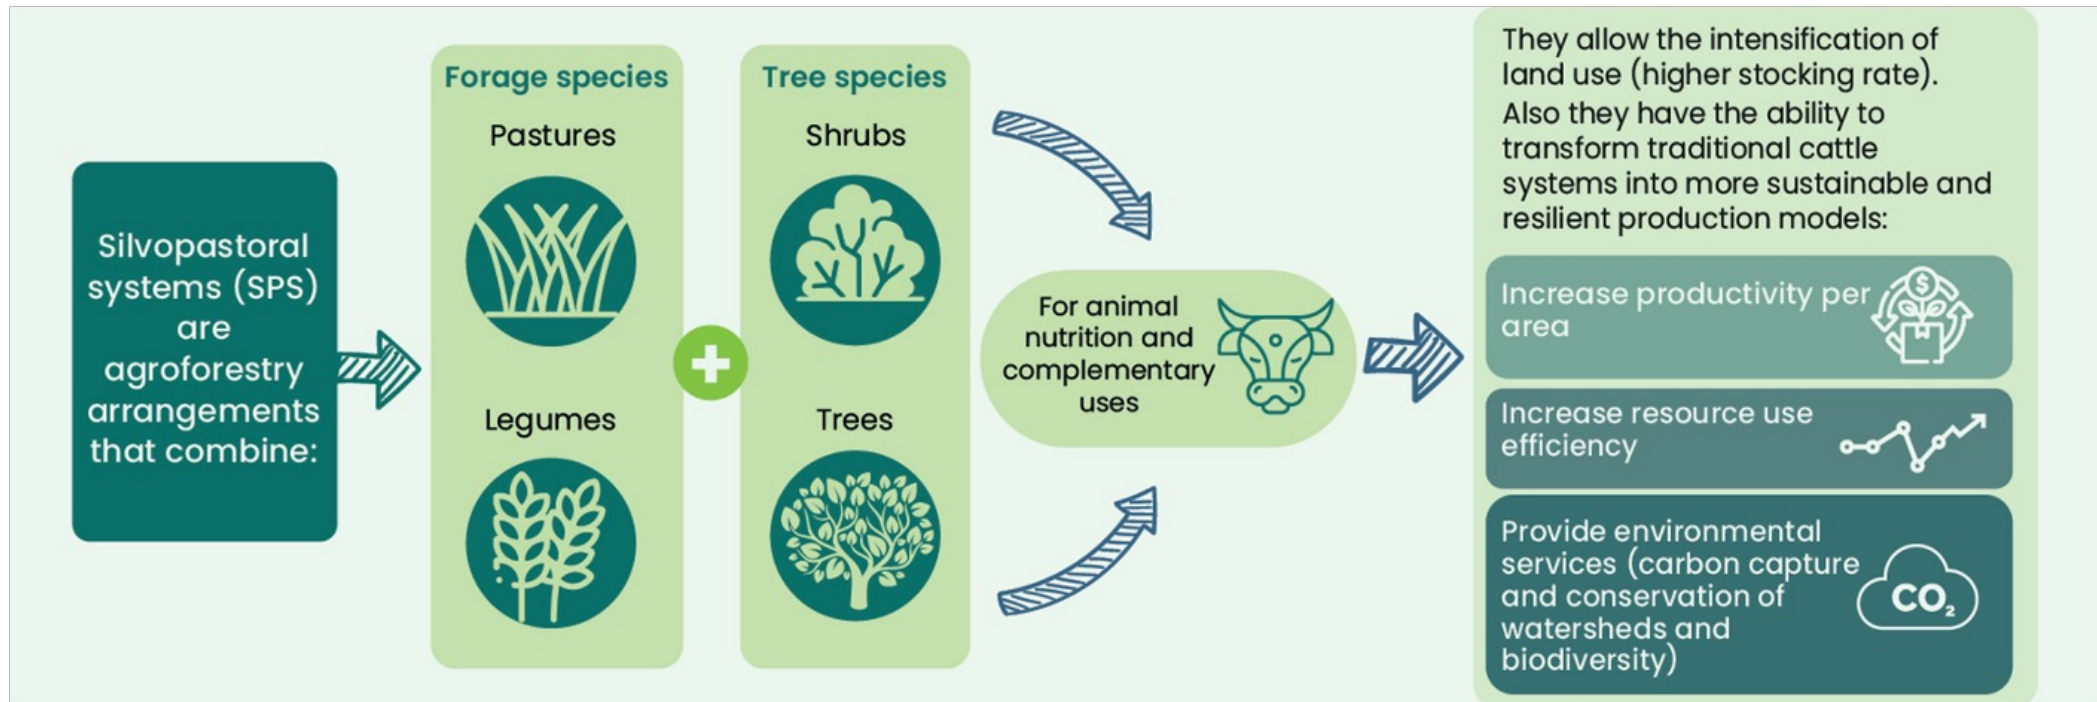 Silvopastoral
systems (SPS)
are
agroforestry
arrangements
that combine:
Forage species
Pastures
Legumes
Tree species
Shrubs
Trees
For animal
nutrition and
complementary
uses
They allow the intensification of
land use (higher stocking rate).
Also they have the ability to
transform traditional cattle
systems into more sustainable and
resilient production models:
Increase productivity per
area
$
Increase resource use
efficiency
Provide environmental
services (carbon capture
and conservation of
watersheds and
biodiversity)
CO₂